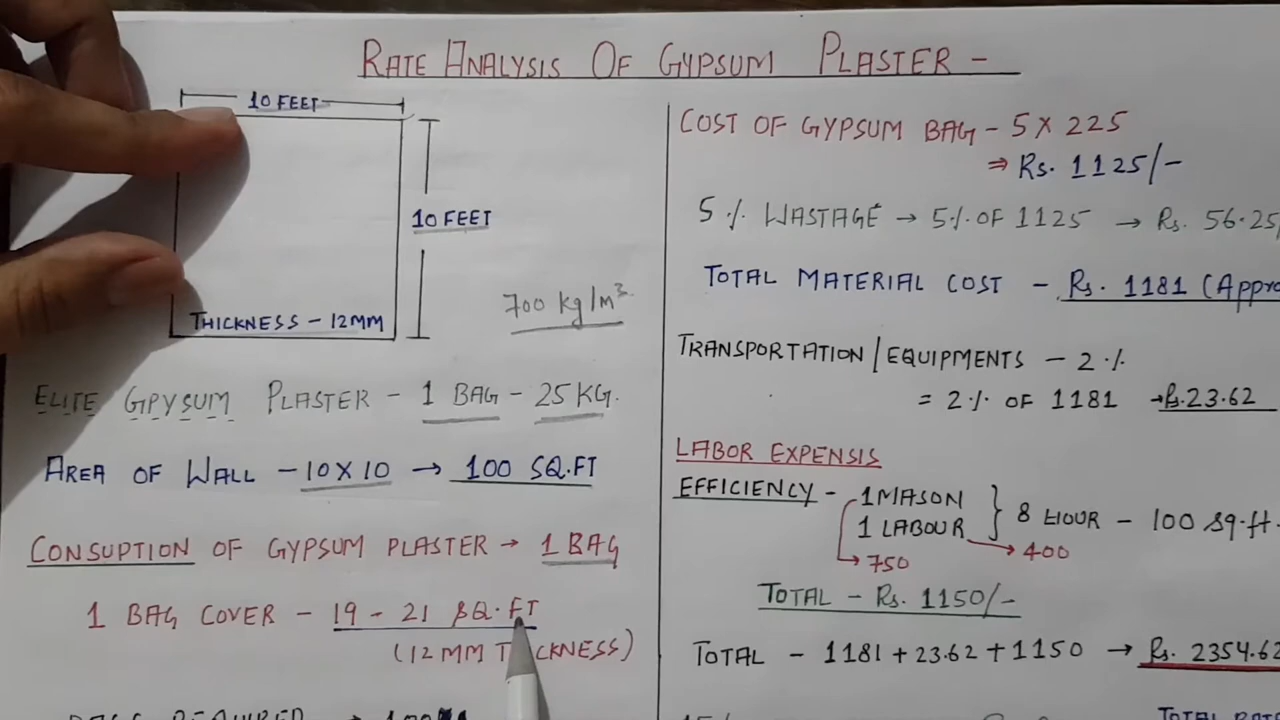 RATE ANALYSIS OF GYPSUM PLASTER -
10 FEET
10 FEET
THICKNESS - 12MM
700 kg/m³
ELITE GPYSUM PLASTER - 1 BAG - 25 KG.
AREA OF WALL - 10 X 10 → 100 SQ.FT
CONSUPTION OF GYPSUM PLASTER → 1 BAG
1 BAG COVER - 19 - 21 SQ.FT
(12 MM THICKNESS)
BAGS REQUIRED
COST OF GYPSUM BAG - 5 X 225
⇒ Rs. 1125/-
5 % WASTAGE → 5% OF 1125 → Rs. 56.25
TOTAL MATERIAL COST - Rs. 1181 (Appro
TRANSPORTATION / EQUIPMENTS - 2 %
= 2% OF 1181 → Rs.23.62
LABOR EXPENSIS
EFFICIENCY - 1 MASON
1 LABOUR } 8 HOUR - 100 sq.ft.
→ 750 → 400
TOTAL - Rs. 1150/-
TOTAL - 1181 + 23.62 + 1150 → Rs. 2354.62